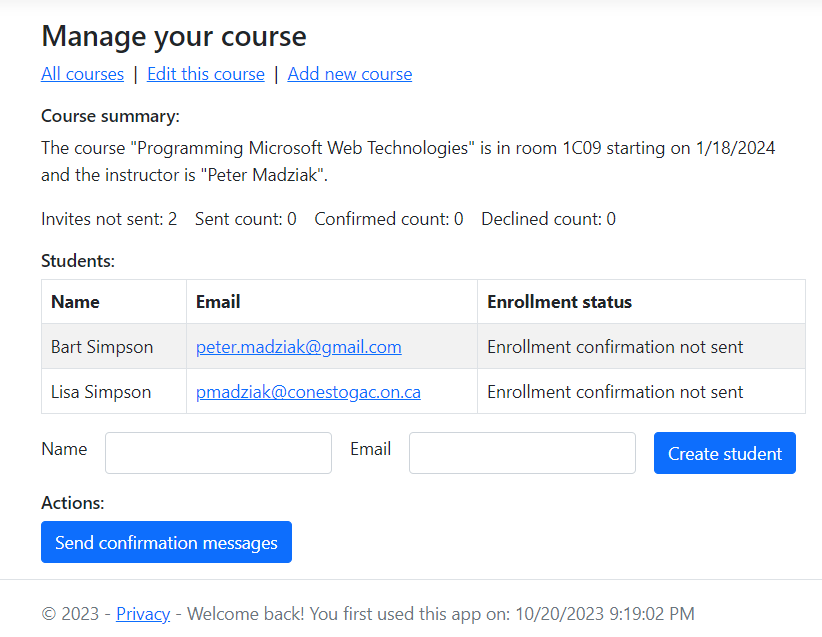 Manage your course
All courses | Edit this course | Add new course
Course summary:
The course "Programming Microsoft Web Technologies" is in room 1C09 starting on 1/18/2024
and the instructor is "Peter Madziak".
Invites not sent: 2 Sent count: 0 Confirmed count: 0 Declined count: 0
Students:
Name Email Enrollment status
Bart Simpson peter.madziak@gmail.com Enrollment confirmation not sent
Lisa Simpson pmadziak@conestogac.on.ca Enrollment confirmation not sent
Name Email Create student
Actions:
Send confirmation messages
© 2023 - Privacy - Welcome back! You first used this app on: 10/20/2023 9:19:02 PM